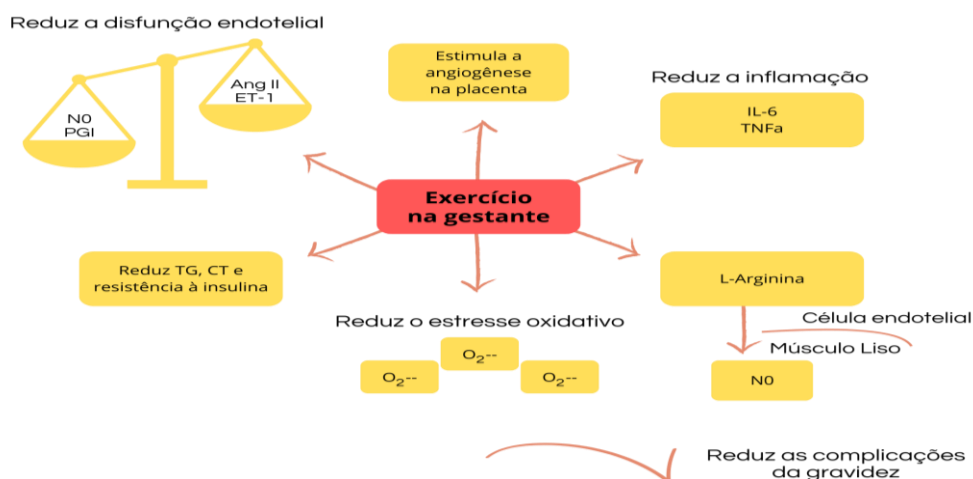 Reduz a disfunção endotelial
Ang II
ET-1
N0
PGI
Estimula a
angiogênese
na placenta
Reduz a inflamação
IL-6
TNFa
Exercício
na gestante
Reduz TG, CT e
resistência à insulina
Reduz o estresse oxidativo
O₂--
O₂--
O₂--
L-Arginina
Célula endotelial
Músculo Liso
N0
Reduz as complicações
da gravidez